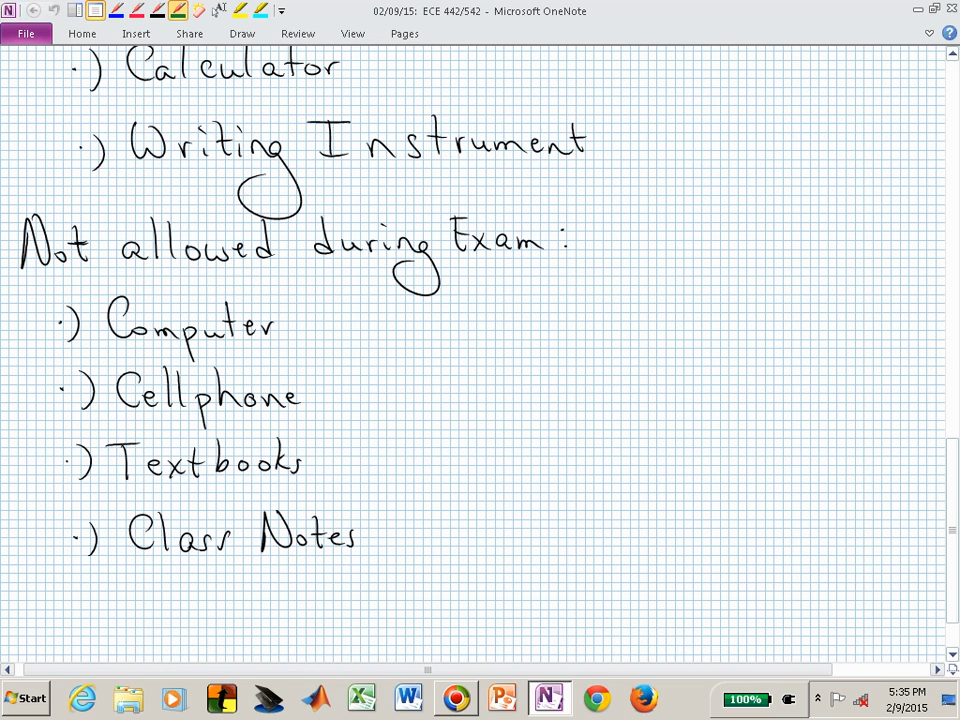 02/09/15: ECE 442/542 - Microsoft OneNote
File Home Insert Share Draw Review View Pages
·) Calculator
·) Writing Instrument
Not allowed during Exam:
·) Computer
·) Cellphone
·) Textbooks
·) Class Notes
Start
100%
5:35 PM
2/9/2015